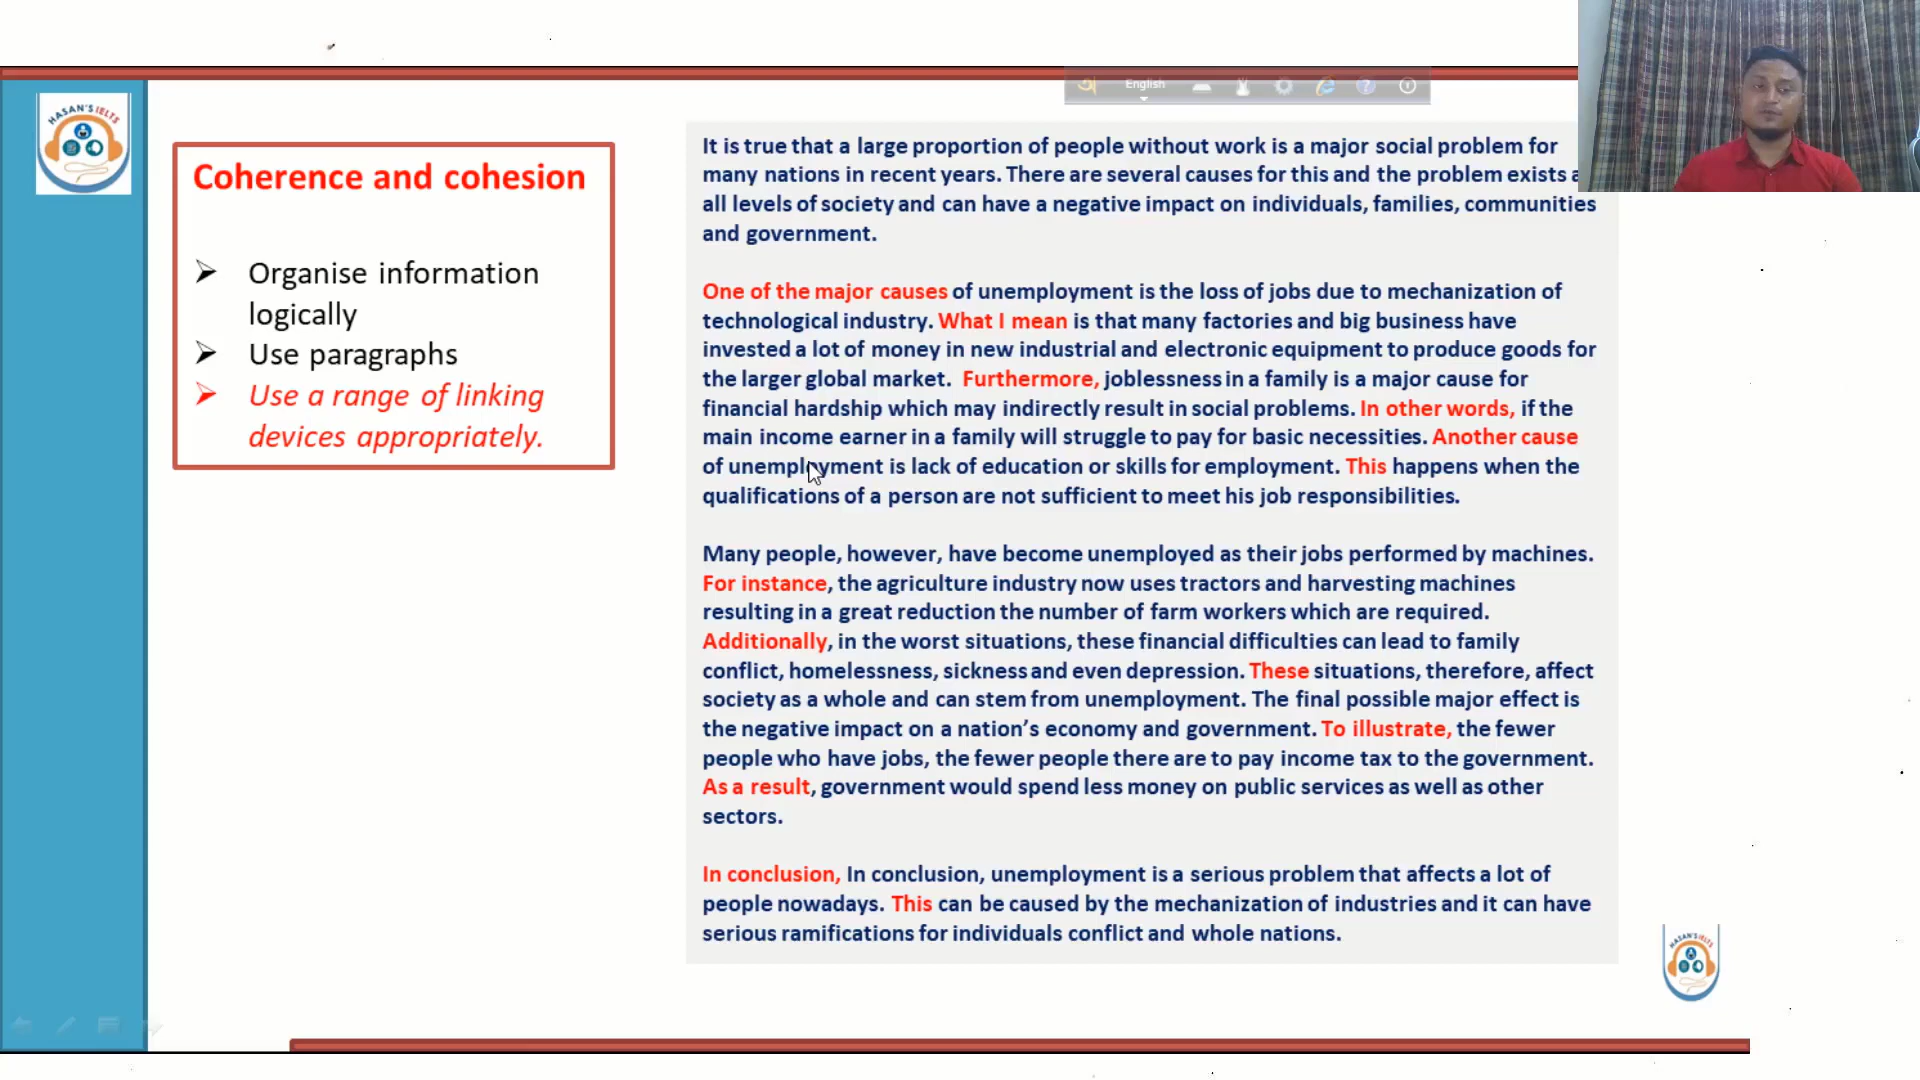 HASAN'S IELTS
English
Coherence and cohesion
Organise information
logically
Use paragraphs
Use a range of linking
devices appropriately.
It is true that a large proportion of people without work is a major social problem for
many nations in recent years. There are several causes for this and the problem exists
all levels of society and can have a negative impact on individuals, families, communities
and government.
One of the major causes of unemployment is the loss of jobs due to mechanization of
technological industry. What I mean is that many factories and big business have
invested a lot of money in new industrial and electronic equipment to produce goods for
the larger global market. Furthermore, joblessness in a family is a major cause for
financial hardship which may indirectly result in social problems. In other words, if the
main income earner in a family will struggle to pay for basic necessities. Another cause
of unemployment is lack of education or skills for employment. This happens when the
qualifications of a person are not sufficient to meet his job responsibilities.
Many people, however, have become unemployed as their jobs performed by machines.
For instance, the agriculture industry now uses tractors and harvesting machines
resulting in a great reduction the number of farm workers which are required.
Additionally, in the worst situations, these financial difficulties can lead to family
conflict, homelessness, sickness and even depression. These situations, therefore, affect
society as a whole and can stem from unemployment. The final possible major effect is
the negative impact on a nation's economy and government. To illustrate, the fewer
people who have jobs, the fewer people there are to pay income tax to the government.
As a result, government would spend less money on public services as well as other
sectors.
In conclusion, In conclusion, unemployment is a serious problem that affects a lot of
people nowadays. This can be caused by the mechanization of industries and it can have
serious ramifications for individuals conflict and whole nations.
HASAN'S IELTS